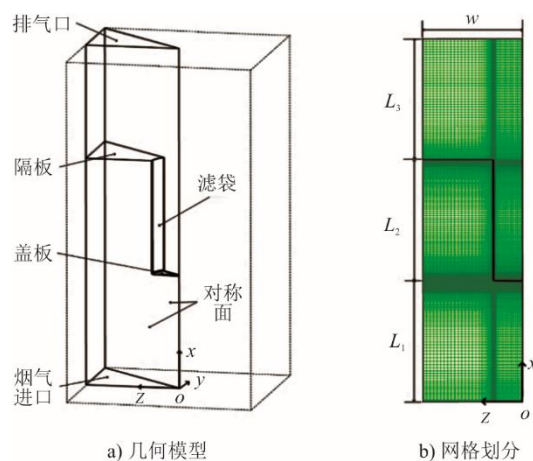 排气口
隔板
滤袋
盖板
对称
面
烟气
进口
x
y
z
o
a) 几何模型
w
L₃
L₂
L₁
x
z
o
b) 网格划分